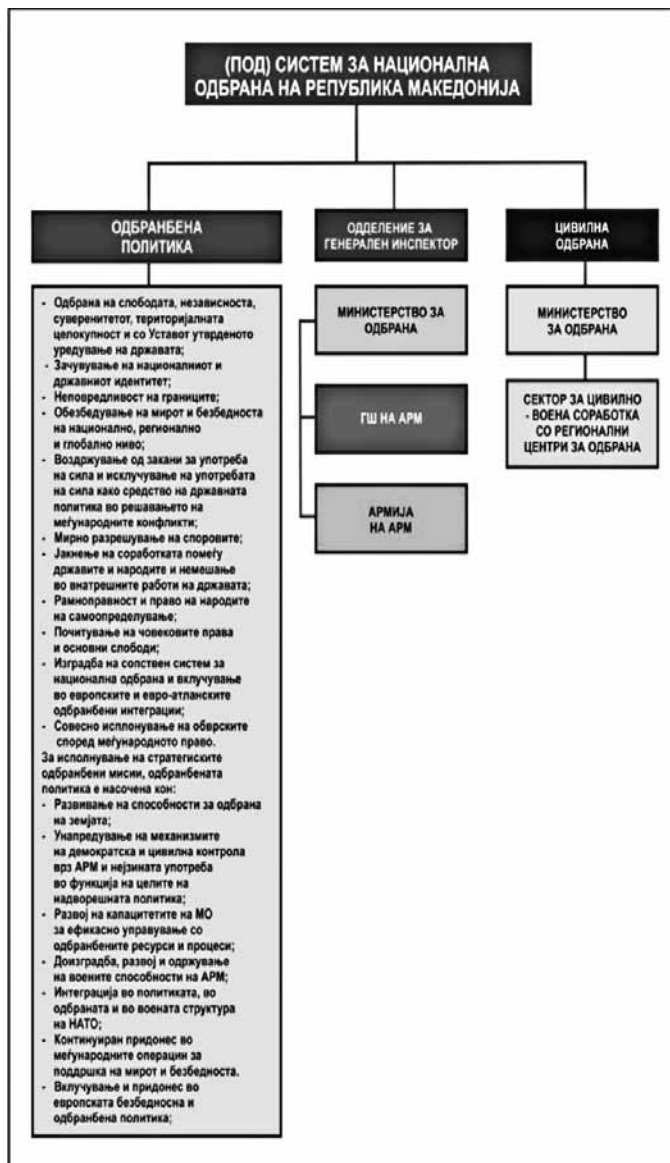 (ПОД) СИСТЕМ ЗА НАЦИОНАЛНА
ОДБРАНА НА РЕПУБЛИКА МАКЕДОНИЈА
ОДБРАНБЕНА
ПОЛИТИКА
- Одбрана на слободата, независноста,
суверенитетот, територијалната
целокупност и со Уставот утврденото
уредување на државата;
- Зачувување на националниот и
државниот идентитет;
- Неповредливост на границите;
- Обезбедување на мирот и безбедноста
на национално, регионално
и глобално ниво;
- Воздржување од закани за употреба
на сила и исклучување на употребата
на сила како средство на државната
политика во решавањето на
меѓународните конфликти;
- Мирно разрешување на споровите;
- Јакнење на соработката помеѓу
државите и народите и немешање
во внатрешните работи на државата;
- Рамноправност и право на народите
на самоопределување;
- Почитување на човековите права
и основни слободи;
- Изградба на сопствен систем за
национална одбрана и вклучување
во европските и евро-атланските
одбранбени интеграции;
- Совесно исплонување на обврските
според меѓународното право.
За исполнување на стратегиските
одбранбени мисии, одбранбената
политика е насочена кон:
- Развивање на способности за одбрана
на земјата;
- Унапредување на механизмите
на демократска и цивилна контрола
врз АРМ и нејзината употреба
во функција на целите на
надворешната политика;
- Развој на капацитетите на МО
за ефикасно управување со
одбранбените ресурси и процеси;
- Доизградба, развој и одржување
на воените способности на АРМ;
- Интеграција во политиката, во
одбраната и во воената структура
на НАТО;
- Континуиран придонес во
меѓународните операции за
поддршка на мирот и безбедноста.
- Вклучување и придонес во
европската безбедносна и
одбранбена политика;
ОДДЕЛЕНИЕ ЗА
ГЕНЕРАЛЕН ИНСПЕКТОР
МИНИСТЕРСТВО ЗА
ОДБРАНА
ГШ НА АРМ
АРМИЈА
НА АРМ
ЦИВИЛНА
ОДБРАНА
МИНИСТЕРСТВО
ЗА ОДБРАНА
СЕКТОР ЗА ЦИВИЛНО
- ВОЕНА СОРАБОТКА
СО РЕГИОНАЛНИ
ЦЕНТРИ ЗА ОДБРАНА